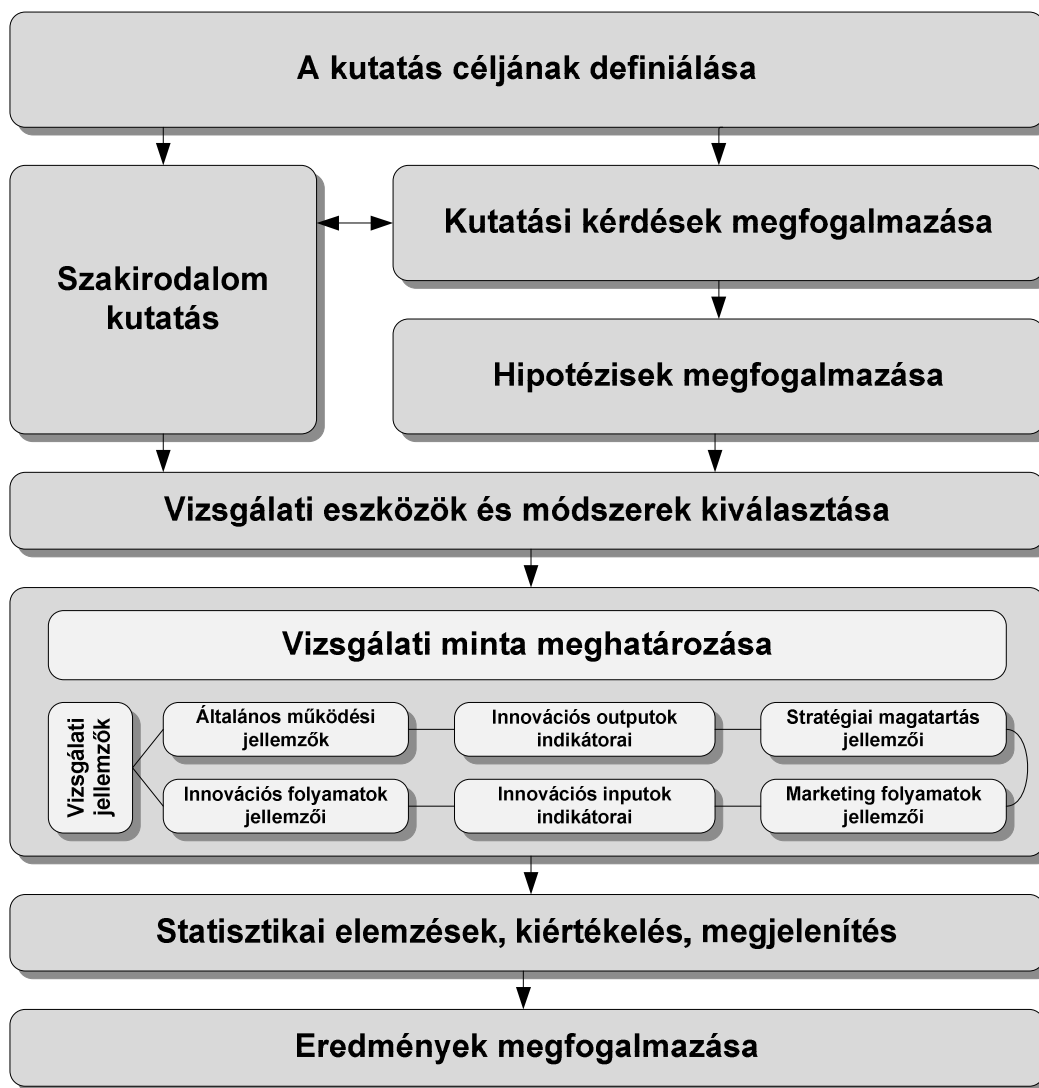 A kutatás céljának definiálása
Szakirodalom
kutatás
Kutatási kérdések megfogalmazása
Hipotézisek megfogalmazása
Vizsgálati eszközök és módszerek kiválasztása
Vizsgálati minta meghatározása
Vizsgálati
jellemzők
Általános működési
jellemzők
Innovációs outputok
indikátorai
Stratégiai magatartás
jellemzői
Innovációs folyamatok
jellemzői
Innovációs inputok
indikátorai
Marketing folyamatok
jellemzői
Statisztikai elemzések, kiértékelés, megjelenítés
Eredmények megfogalmazása